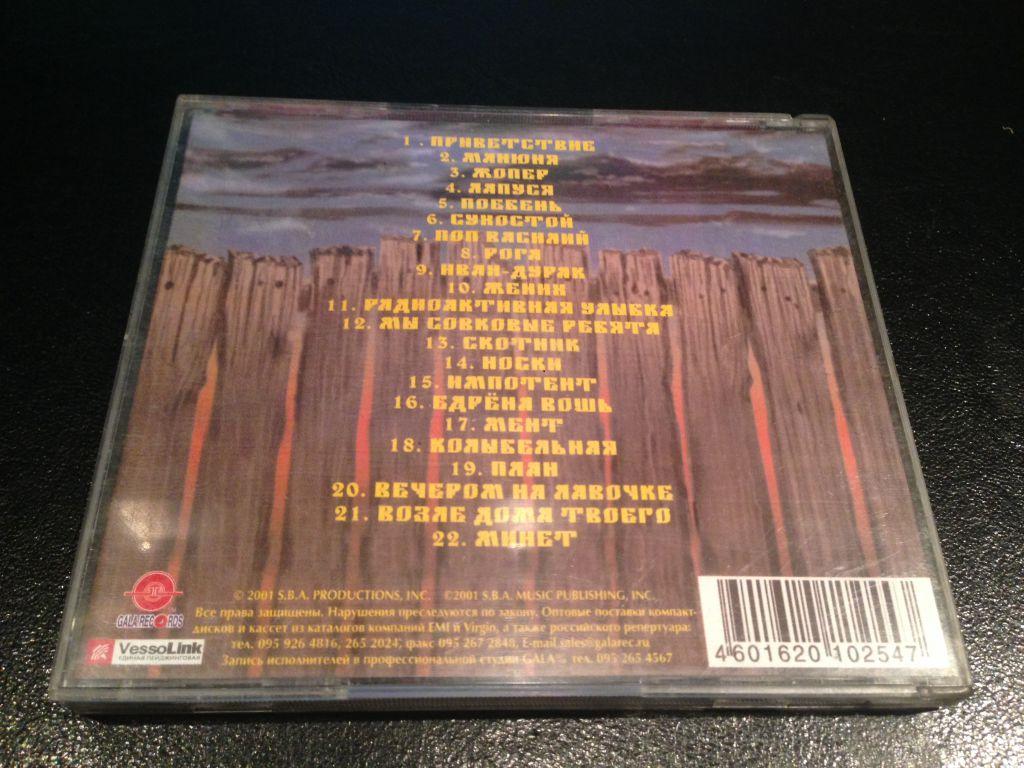 1. ПРИВЕТСТВИЕ
2. МАНЮНЯ
3. ЖОПЕР
4. ЛАПУСЯ
5. ПОЕБЕНЬ
6. СУХОСТОЙ
7. ПОП ВАСИЛИЙ
8. РОГА
9. ИВАН-ДУРАК
10. ЖЕНИХ
11. РАДИОАКТИВНАЯ УЛЫБКА
12. МЫ СОВКОВЫЕ РЕБЯТА
13. СКОТНИК
14. НОСКИ
15. ИМПОТЕНТ
16. ЕДРЁНА ВОШЬ
17. МЕНТ
18. КОЛЫБЕЛЬНАЯ
19. ПЛАН
20. ВЕЧЕРОМ НА ЛАВОЧКЕ
21. ВОЗЛЕ ДОМА ТВОЕГО
22. МИНЕТ
© 2001 S.B.A. PRODUCTIONS, INC. ©2001 S.B.A. MUSIC PUBLISHING, INC.
Все права защищены. Нарушения преследуются по закону. Оптовые поставки компакт-
дисков и кассет из каталогов компаний EMI и Virgin, а также российского репертуара:
тел. 095 926 4816, 265 2024; факс 095 267 2848, E-mail sales@galarec.ru
Запись исполнителей в профессиональной студии GALA тел. 095 265 4567
GALA RECORDS
VessoLink
ЕДИНАЯ ПЕЙДЖИНГОВАЯ
4 601620 102547